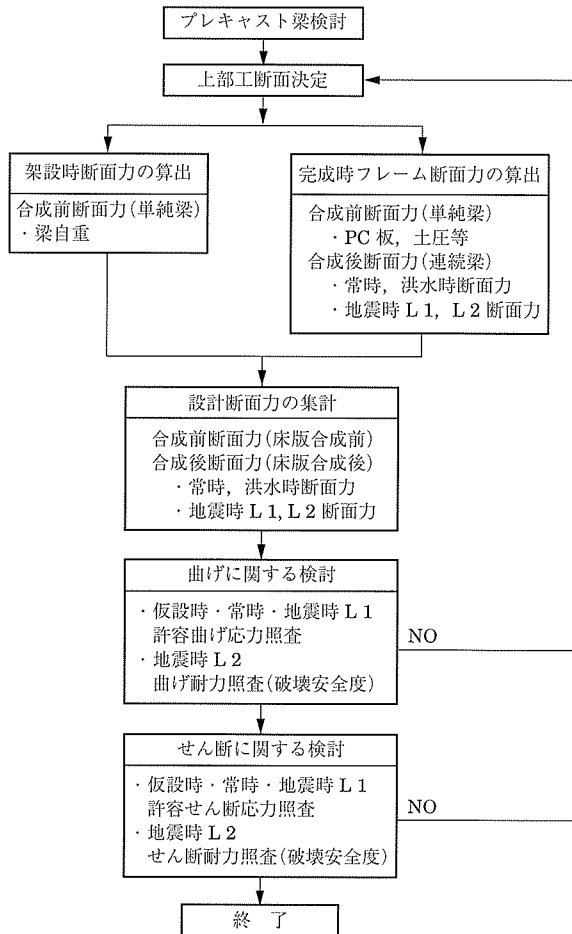 プレキャスト梁検討
上部工断面決定
架設時断面力の算出
合成前断面力(単純梁)
・梁自重
完成時フレーム断面力の算出
合成前断面力(単純梁)
・PC 板，土圧等
合成後断面力(連続梁)
・常時，洪水時断面力
・地震時 L 1，L 2 断面力
設計断面力の集計
合成前断面力(床版合成前)
合成後断面力(床版合成後)
・常時，洪水時断面力
・地震時 L 1, L 2 断面力
曲げに関する検討
・仮設時・常時・地震時 L 1
許容曲げ応力照査
・地震時 L 2
曲げ耐力照査(破壊安全度)
NO
せん断に関する検討
・仮設時・常時・地震時 L 1
許容せん断応力照査
・地震時 L 2
せん断耐力照査(破壊安全度)
NO
終　了